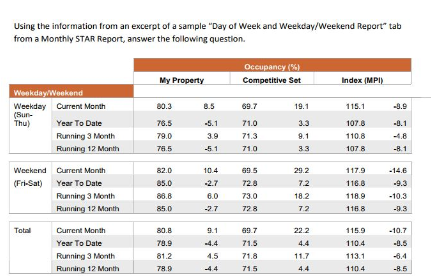 Using the information from an excerpt of a sample "Day of Week and Weekday/Weekend Report" tab
from a Monthly STAR Report, answer the following question.
Occupancy (%)
My Property Competitive Set Index (MPI)
Weekday/Weekend
Weekday Current Month 80.3 8.5 69.7 19.1 115.1 -8.9
(Sun-
Thu) Year To Date 76.5 -5.1 71.0 3.3 107.8 -8.1
Running 3 Month 79.0 3.9 71.3 9.1 110.8 -4.8
Running 12 Month 76.5 -5.1 71.0 3.3 107.8 -8.1
Weekend Current Month 82.0 10.4 69.5 29.2 117.9 -14.6
(Fri-Sat) Year To Date 85.0 -2.7 72.8 7.2 116.8 -9.3
Running 3 Month 86.8 6.0 73.0 18.2 118.9 -10.3
Running 12 Month 85.0 -2.7 72.8 7.2 116.8 -9.3
Total Current Month 80.8 9.1 69.7 22.2 115.9 -10.7
Year To Date 78.9 -4.4 71.5 4.4 110.4 -8.5
Running 3 Month 81.2 4.5 71.8 11.7 113.1 -6.4
Running 12 Month 78.9 -4.4 71.5 4.4 110.4 -8.5